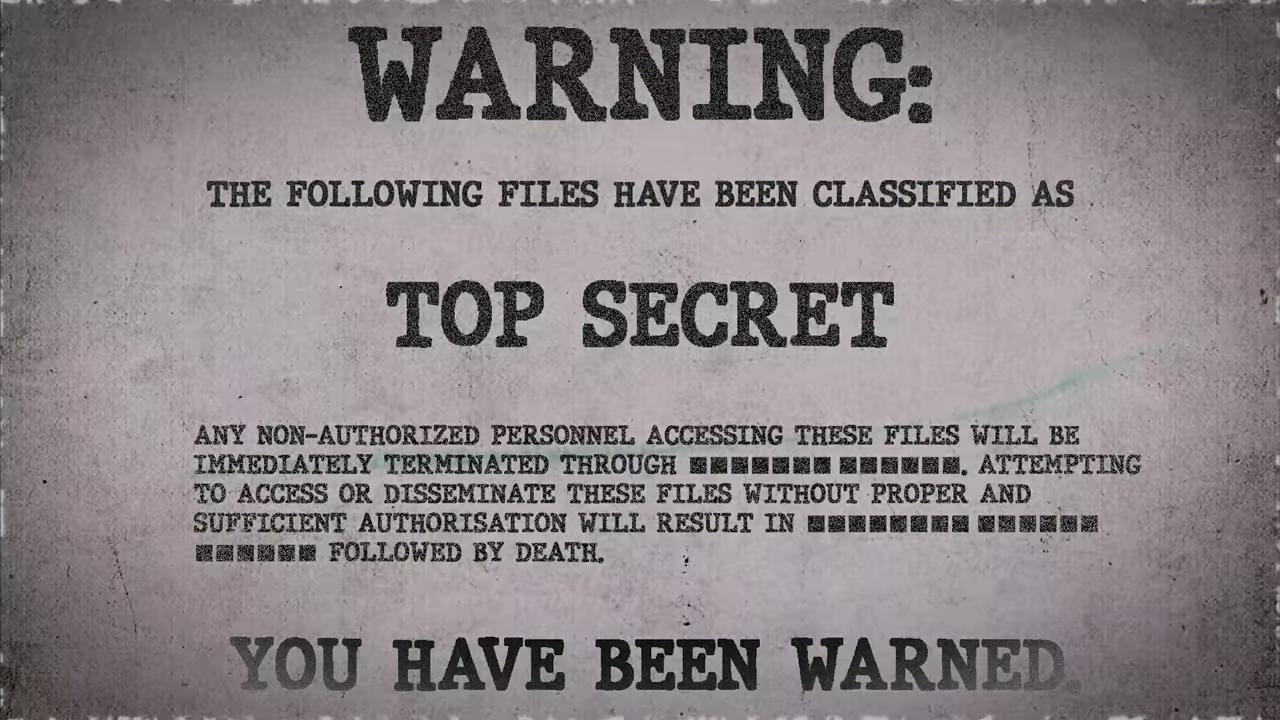 WARNING:
THE FOLLOWING FILES HAVE BEEN CLASSIFIED AS
TOP SECRET
ANY NON-AUTHORIZED PERSONNEL ACCESSING THESE FILES WILL BE
IMMEDIATELY TERMINATED THROUGH ■■■■■■■■ ■■■■■■■. ATTEMPTING
TO ACCESS OR DISSEMINATE THESE FILES WITHOUT PROPER AND
SUFFICIENT AUTHORISATION WILL RESULT IN ■■■■■■■■ ■■■■■■
■■■■■■ FOLLOWED BY DEATH.
YOU HAVE BEEN WARNED.